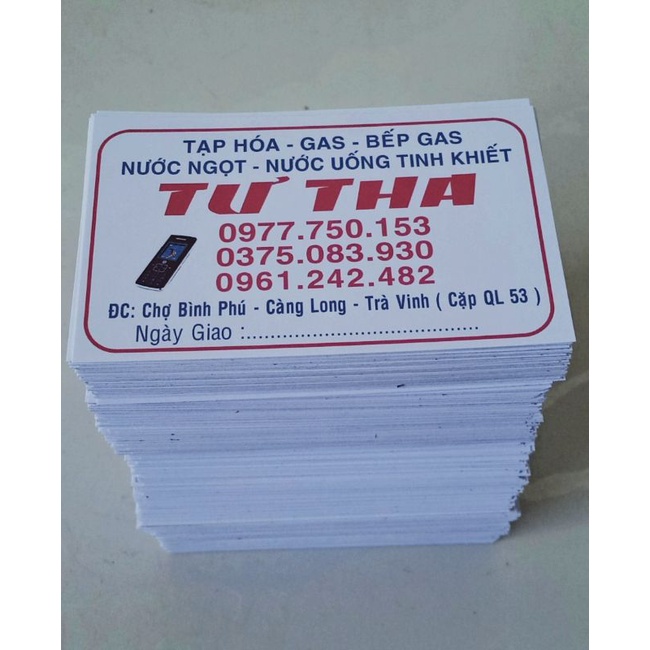 TẠP HÓA - GAS - BẾP GAS
NƯỚC NGỌT - NƯỚC UỐNG TINH KHIẾT
TƯ THA
0977.750.153
0375.083.930
0961.242.482
ĐC: Chợ Bình Phú - Càng Long - Trà Vinh ( Cặp QL 53 )
Ngày Giao :........................................